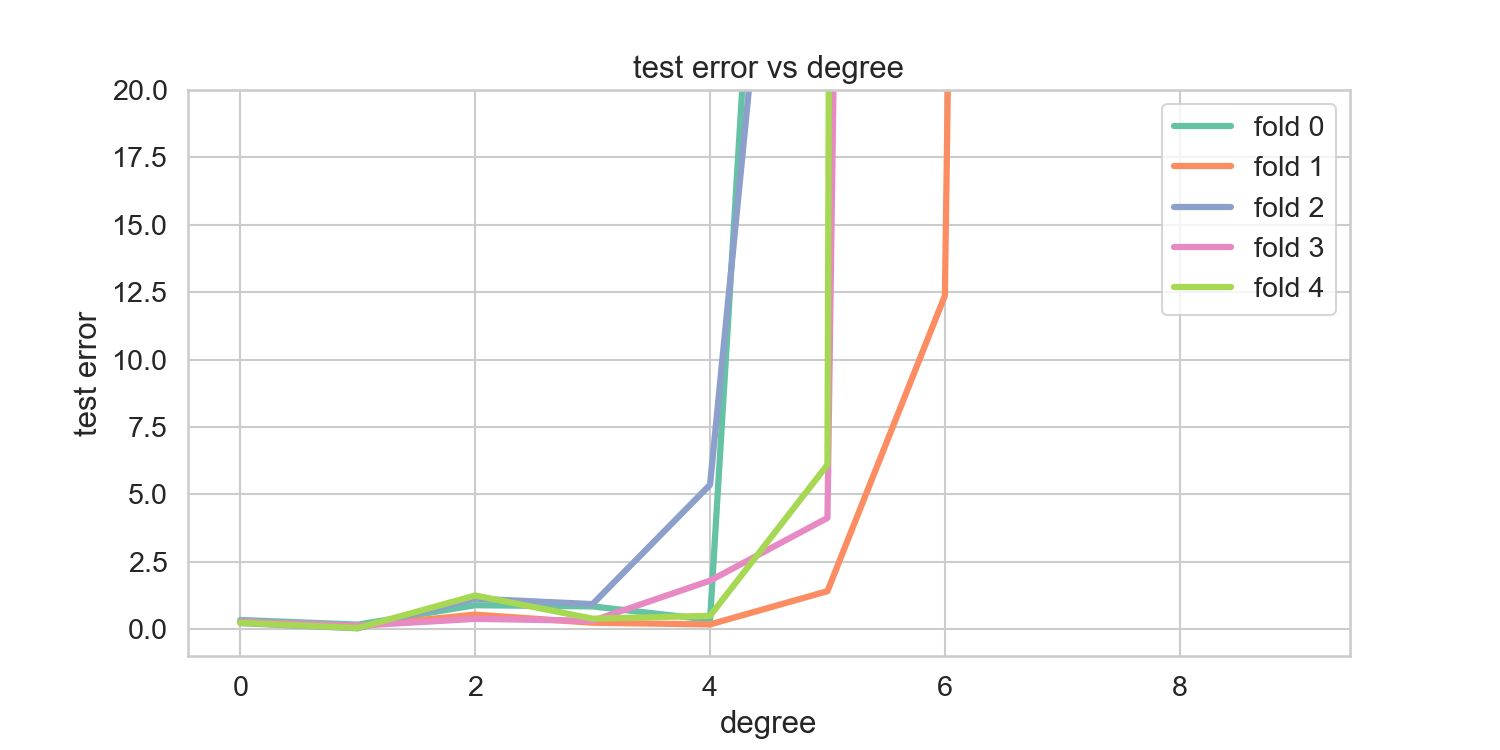 test error vs degree
20.0
17.5
15.0
12.5
10.0
7.5
5.0
2.5
0.0
test error
0 2 4 6 8
degree
fold 0
fold 1
fold 2
fold 3
fold 4